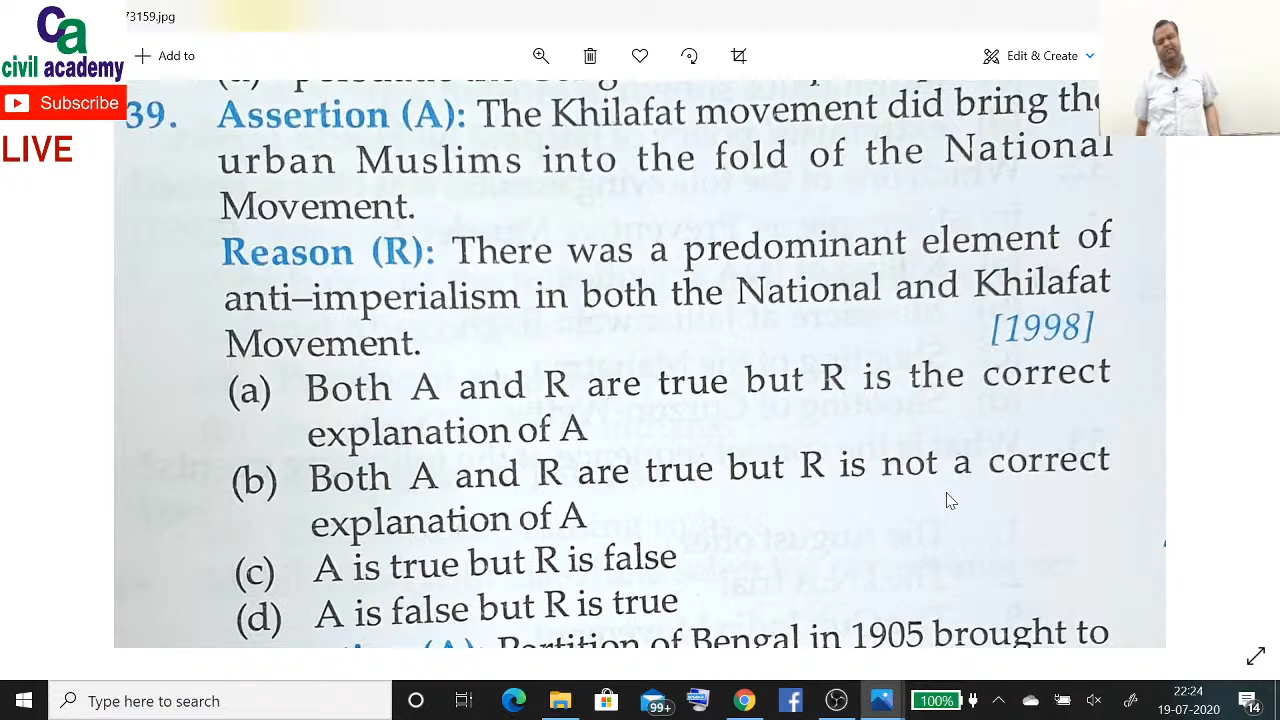 ca
civil academy
Subscribe
LIVE
73159.jpg
Add to
Edit & Create
39. Assertion (A): The Khilafat movement did bring the
urban Muslims into the fold of the National
Movement.
Reason (R): There was a predominant element of
anti–imperialism in both the National and Khilafat
Movement. [1998]
(a) Both A and R are true but R is the correct
explanation of A
(b) Both A and R are true but R is not a correct
explanation of A
(c) A is true but R is false
(d) A is false but R is true
(A): Partition of Bengal in 1905 brought to
Type here to search
99+
100%
22:24
19-07-2020
14